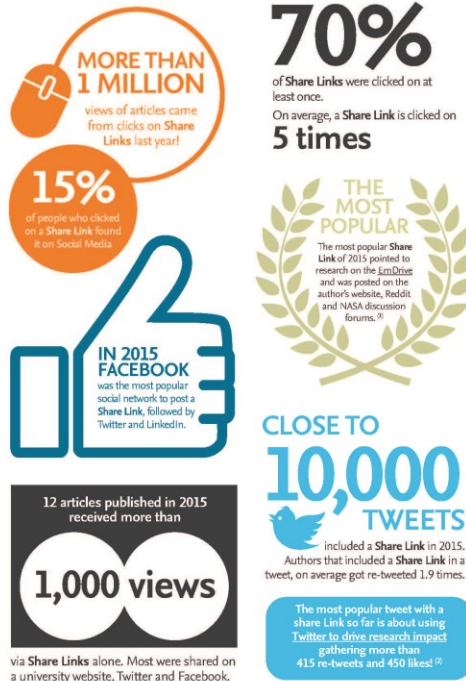 MORE THAN
1 MILLION
views of articles came
from clicks on Share
Links last year!
15%
of people who clicked
on a Share Link found
it on Social Media
70%
of Share Links were clicked on at
least once.
On average, a Share Link is clicked on
5 times
THE
MOST
POPULAR
The most popular Share
Link of 2015 pointed to
research on the EmDrive
and was posted on the
author's website, Reddit
and NASA discussion
forums. (1)
IN 2015
FACEBOOK
was the most popular
social network to post a
Share Link, followed by
Twitter and LinkedIn.
CLOSE TO
10,000
TWEETS
included a Share Link in 2015.
Authors that included a Share Link in a
tweet, on average got re-tweeted 1.9 times.
12 articles published in 2015
received more than
1,000 views
via Share Links alone. Most were shared on
a university website, Twitter and Facebook.
The most popular tweet with a
share Link so far is about using
Twitter to drive research impact
gathering more than
415 re-tweets and 450 likes! (2)